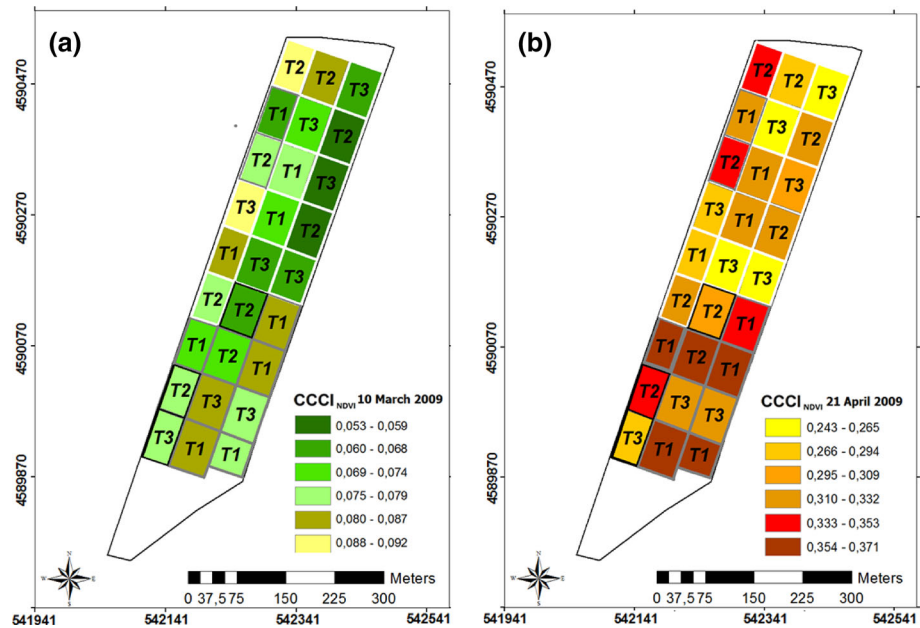 (a)
T2 T2 T3
T1 T3 T2
T2 T1 T3
T3 T1 T2
T1 T3 T3
T2 T2 T1
T1 T2 T1
T2 T3 T3
T3 T1 T1
4590470
4590270
4590070
4589870
CCCI NDVI 10 March 2009
0,053 - 0,059
0,060 - 0,068
0,069 - 0,074
0,075 - 0,079
0,080 - 0,087
0,088 - 0,092
N
W E
S
Meters
0 37,575 150 225 300
541941 542141 542341 542541
(b)
T2 T2 T3
T1 T3 T2
T2 T1 T3
T3 T1 T2
T1 T3 T3
T2 T2 T1
T1 T2 T1
T2 T3 T3
T3 T1 T1
4590470
4590270
4590070
4589870
CCCI NDVI 21 April 2009
0,243 - 0,265
0,266 - 0,294
0,295 - 0,309
0,310 - 0,332
0,333 - 0,353
0,354 - 0,371
N
W E
S
Meters
0 37,575 150 225 300
541941 542141 542341 542541